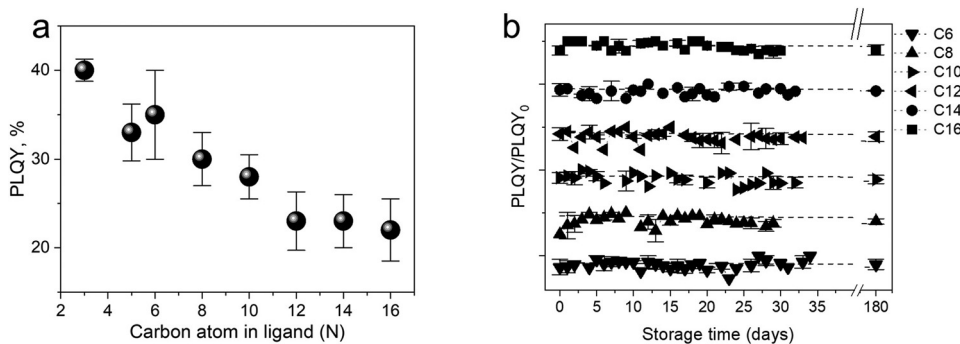 a
PLQY, %
40
30
20
2 4 6 8 10 12 14 16
Carbon atom in ligand (N)
b
PLQY/PLQY0
0 5 10 15 20 25 30 35 180
Storage time (days)
C6
C8
C10
C12
C14
C16